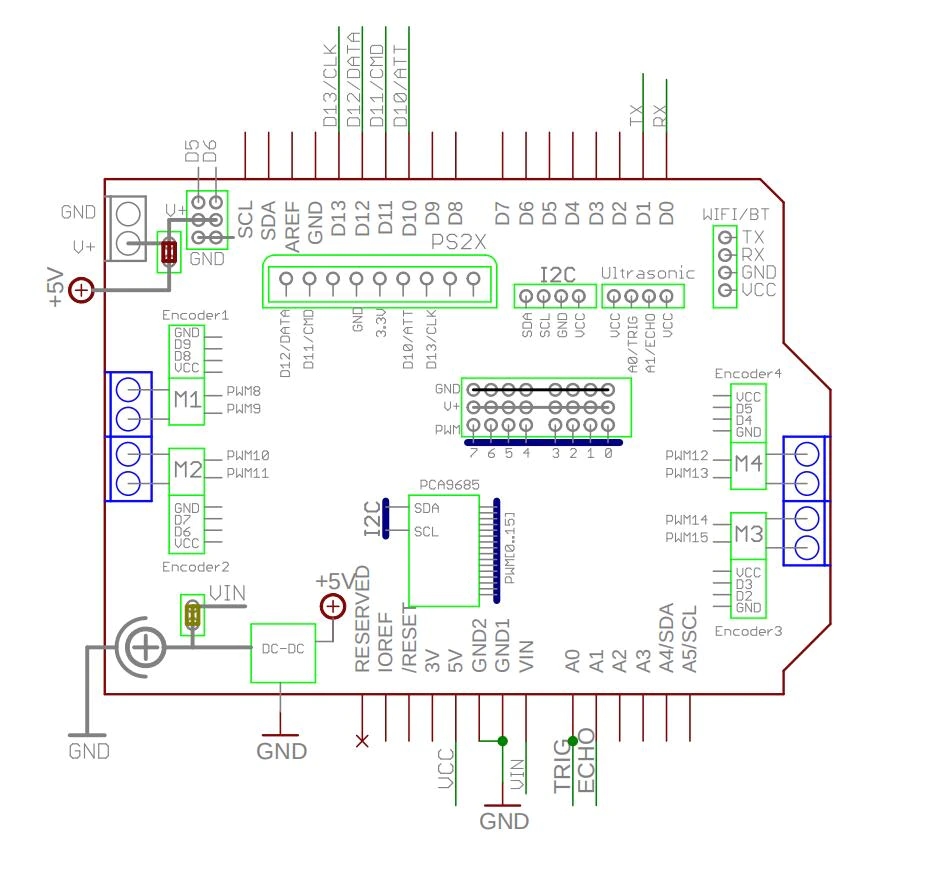 D13/CLK
D12/DATA
D11/CMD
D10/ATT
TX
RX
D5
D6
GND
V+
V+
GND
+5V
SCL
SDA
AREF
GND
D13
D12
D11
D10
D9
D8
D7
D6
D5
D4
D3
D2
D1
D0
PS2X
D12/DATA
D11/CMD
GND
3.3V
D10/ATT
D13/CLK
I2C
SDA
SCL
GND
VCC
Ultrasonic
VCC
A0/TRIG
A1/ECHO
VCC
WIFI/BT
TX
RX
GND
VCC
Encoder1
GND
D9
D8
VCC
M1
PWM8
PWM9
M2
PWM10
PWM11
GND
D7
D6
VCC
Encoder2
GND
V+
PWM
7 6 5 4 3 2 1 0
PCA9685
I2C
SDA
SCL
PWM[0..15]
Encoder4
VCC
D5
D4
GND
PWM12
PWM13
M4
PWM14
PWM15
M3
VCC
D3
D2
GND
Encoder3
VIN
+5V
DC-DC
GND
GND
RESERVED
IOREF
/RESET
3V
5V
GND2
GND1
VIN
A0
A1
A2
A3
A4/SDA
A5/SCL
VCC
VIN
GND
TRIG
ECHO